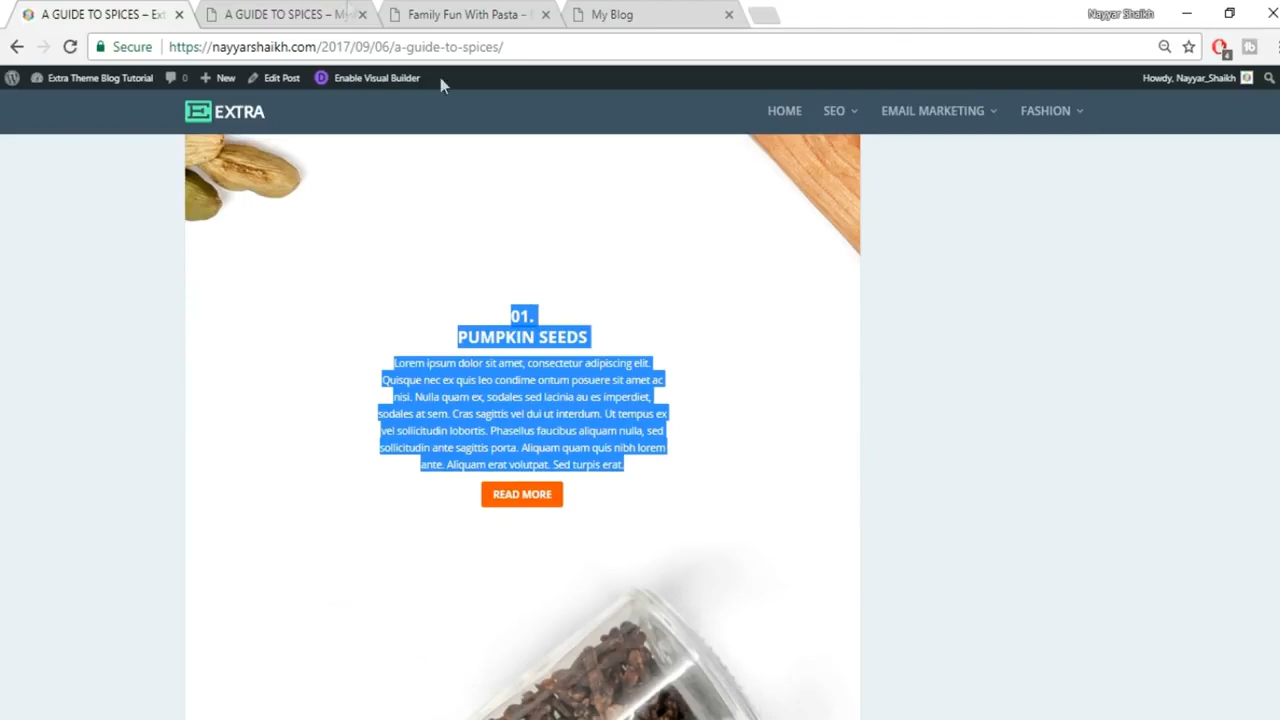 A GUIDE TO SPICES – Ext
A GUIDE TO SPICES – My
Family Fun With Pasta –
My Blog
Nayyar Shaikh
Secure
https://nayyarshaikh.com/2017/09/06/a-guide-to-spices/
4
Extra Theme Blog Tutorial
0
New
Edit Post
D
Enable Visual Builder
Howdy, Nayyar_Shaikh
E EXTRA
HOME
SEO
EMAIL MARKETING
FASHION
01.
PUMPKIN SEEDS
Lorem ipsum dolor sit amet, consectetur adipiscing elit.
Quisque nec ex quis leo condime ontum posuere sit amet ac
nisi. Nulla quam ex, sodales sed lacinia au es imperdiet,
sodales at sem. Cras sagittis vel dui ut interdum. Ut tempus ex
vel sollicitudin lobortis. Phasellus faucibus aliquam nulla, sed
sollicitudin ante sagittis porta. Aliquam quam quis nibh lorem
ante. Aliquam erat volutpat. Sed turpis erat.
READ MORE